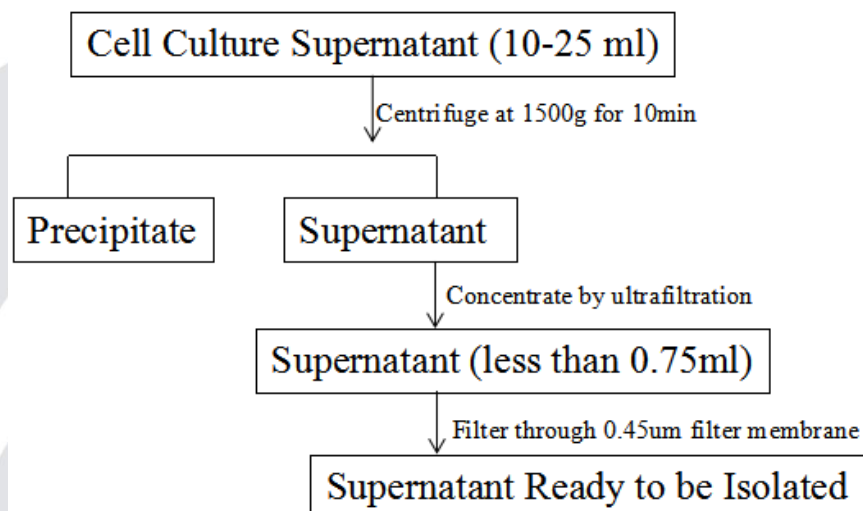 Cell Culture Supernatant (10-25 ml)
Centrifuge at 1500g for 10min
Precipitate
Supernatant
Concentrate by ultrafiltration
Supernatant (less than 0.75ml)
Filter through 0.45um filter membrane
Supernatant Ready to be Isolated